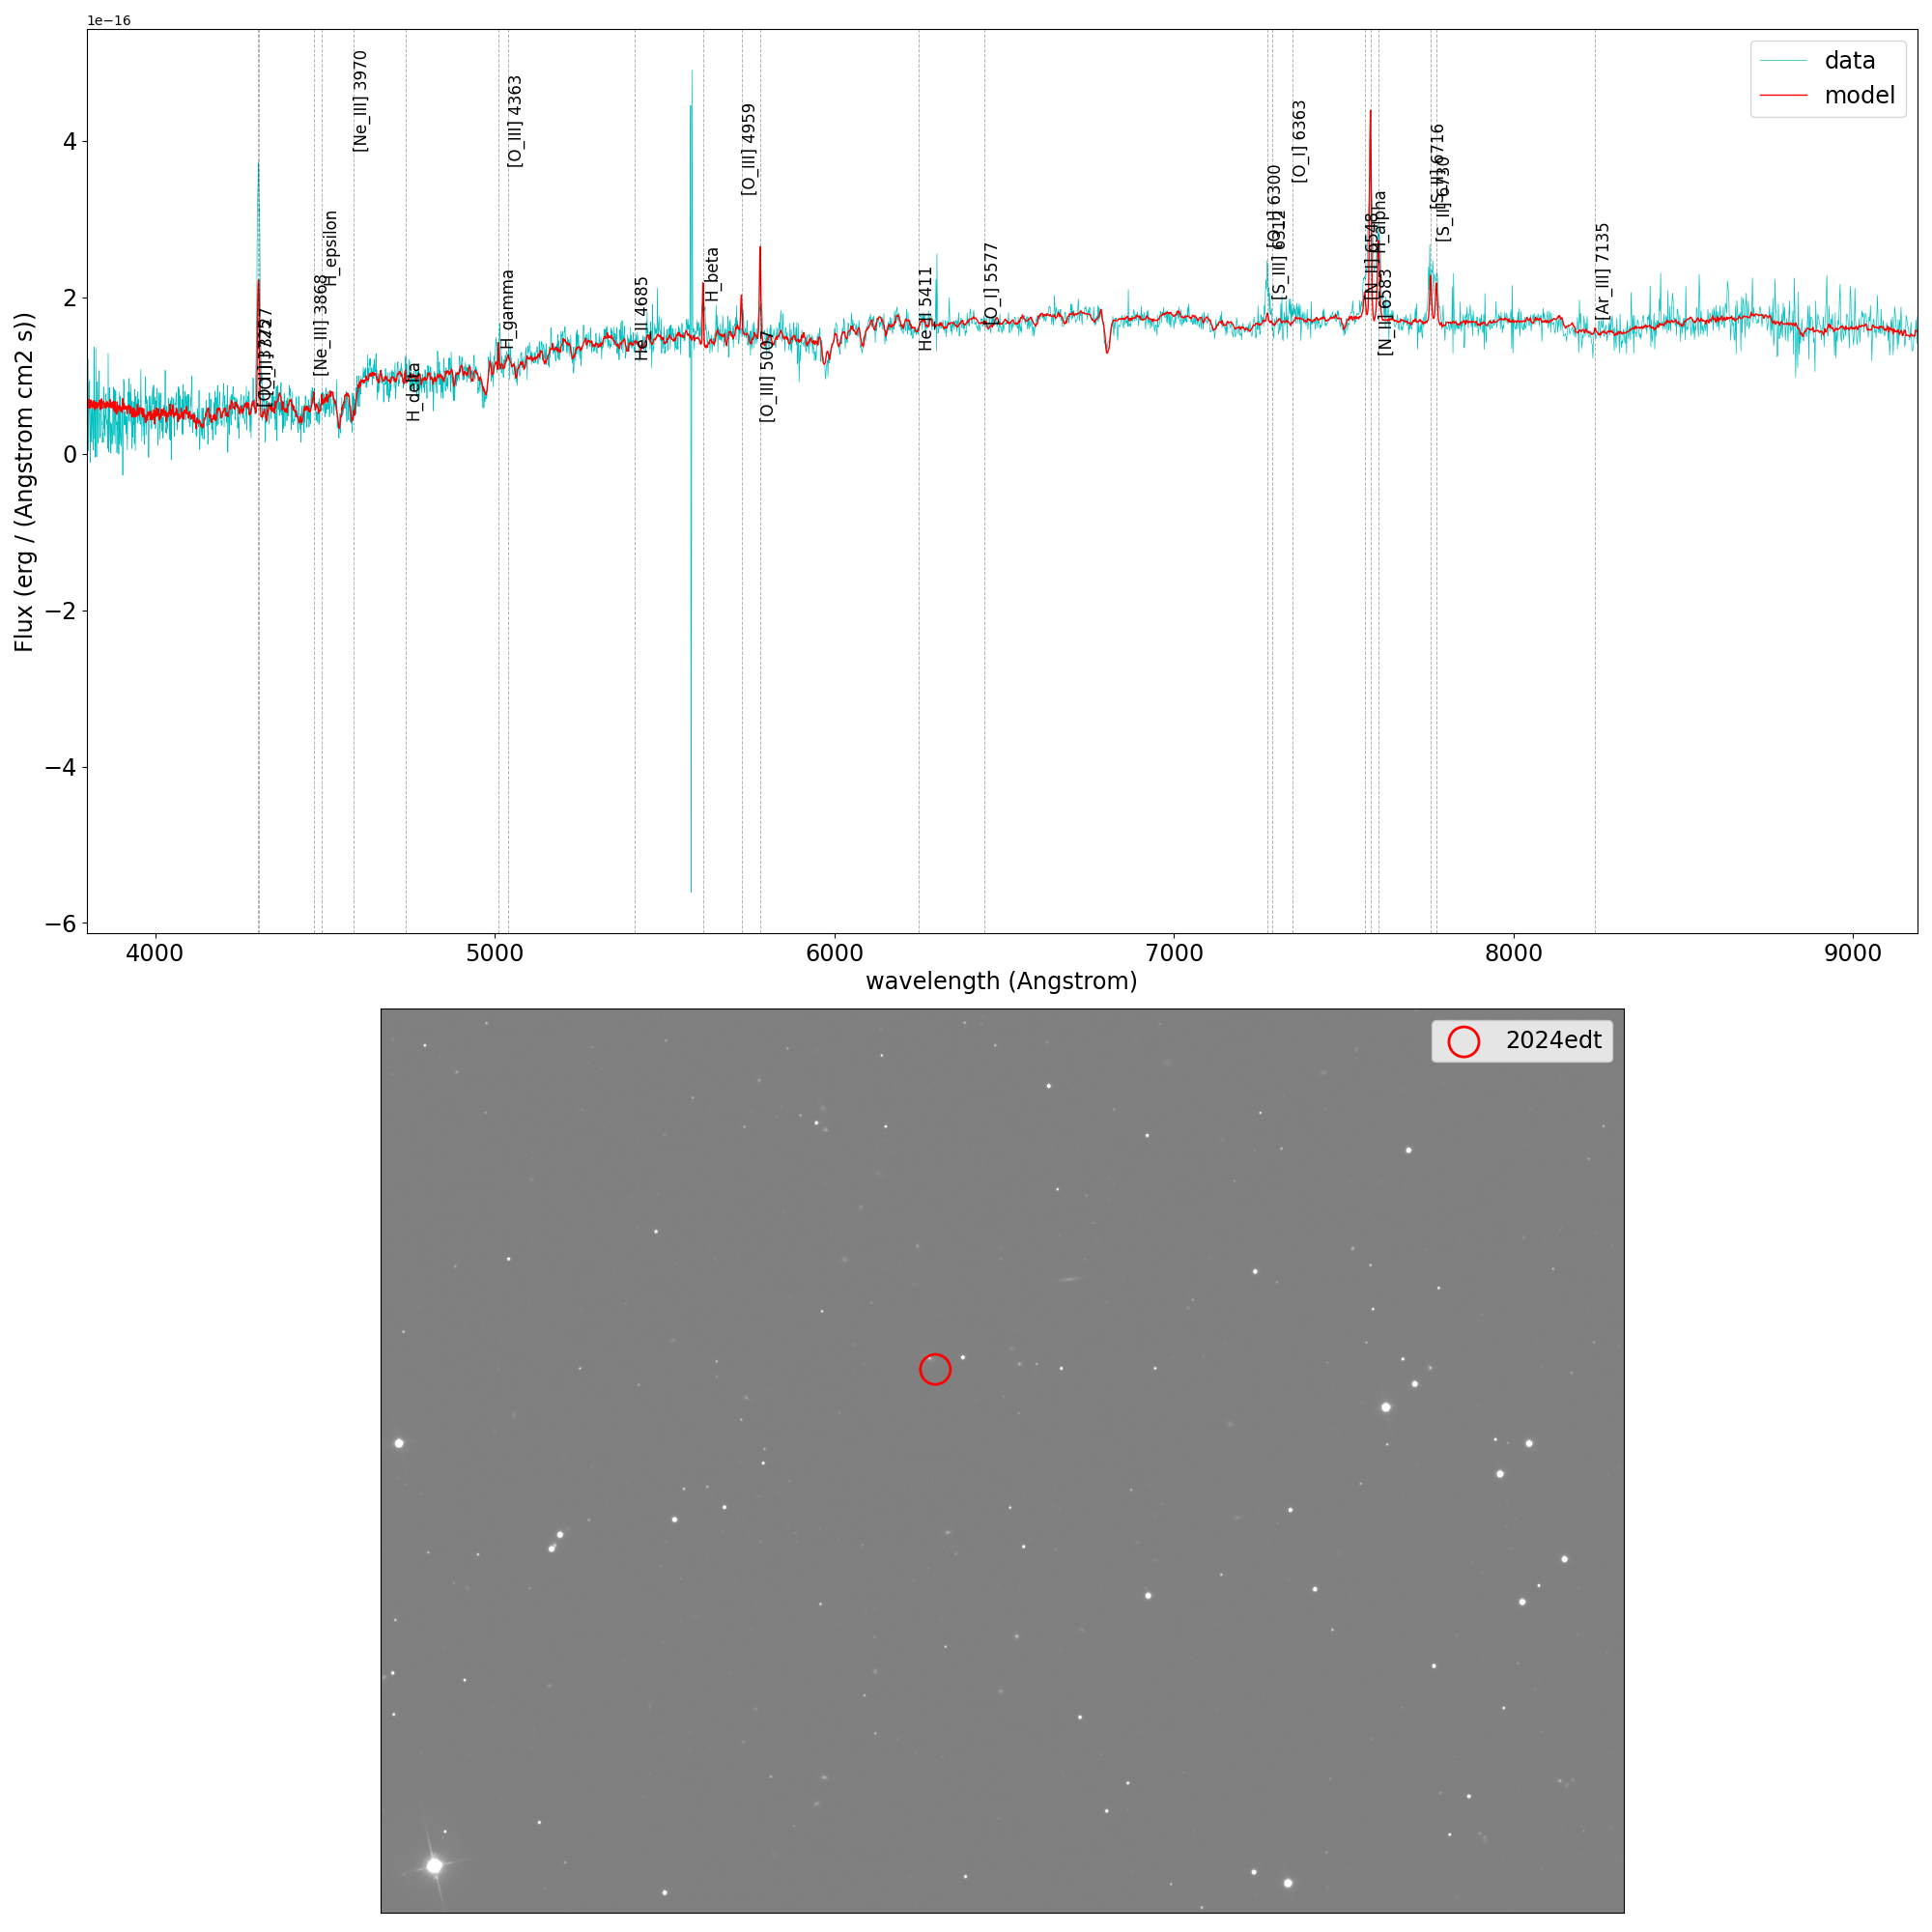 1e−16
data
model
[Ne_III] 3970
[O_III] 4363
[O_III] 4959
[O_I] 6363
[O_I] 6300
[S_II] 6716
[S_II] 6730
H_epsilon
H_alpha
[Ar_III] 7135
[N_II] 6548
[S_III] 6312
[O_I] 5577
H_beta
He_II 5411
H_gamma
He_II 4685
[Ne_III] 3868
[N_II] 6583
[O_III] 5007
H_delta
Flux (erg / (Angstrom cm2 s))
4
2
0
−2
−4
−6
4000 5000 6000 7000 8000 9000
wavelength (Angstrom)
2024edt